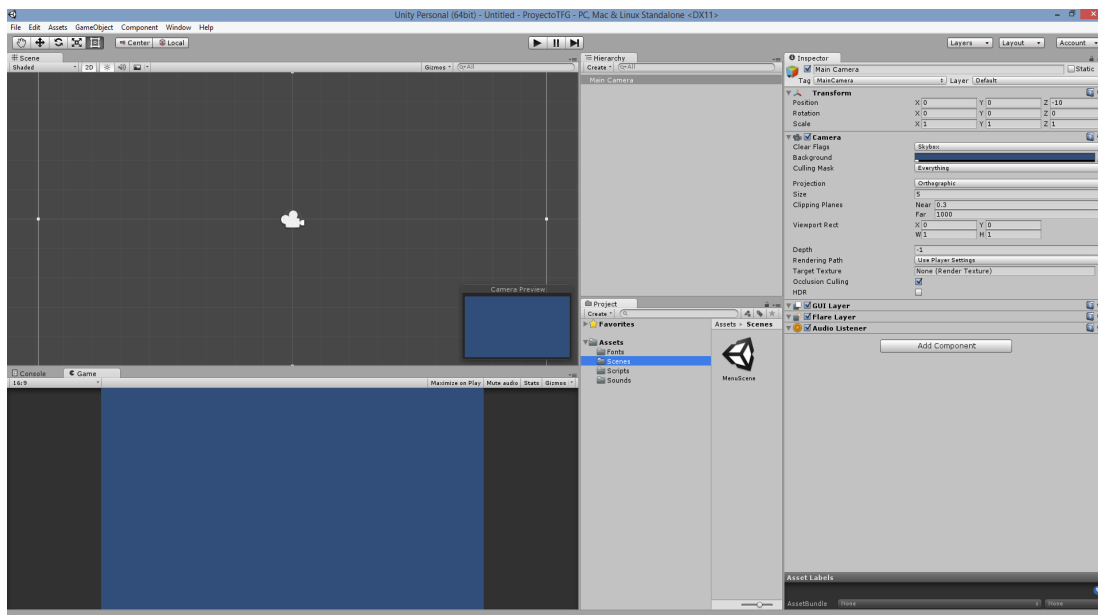 Unity Personal (64bit) - Untitled - ProyectoTFG - PC, Mac & Linux Standalone <DX11>
File Edit Assets GameObject Component Window Help
Center Local Layers Layout Account
Scene
Shaded 2D Gizmos All
Camera Preview
Console Game
16:9 Maximize on Play Mute audio Stats Gizmos
Hierarchy
Create All
Main Camera
Project
Create
Favorites
Assets
Fonts
Scenes
Scripts
Sounds
Assets Scenes
MenuScene
Inspector
Main Camera Static
Tag MainCamera Layer Default
Transform
Position X 0 Y 0 Z -10
Rotation X 0 Y 0 Z 0
Scale X 1 Y 1 Z 1
Camera
Clear Flags Skybox
Background
Culling Mask Everything
Projection Orthographic
Size 5
Clipping Planes Near 0.3
Far 1000
Viewport Rect X 0 Y 0
W 1 H 1
Depth -1
Rendering Path Use Player Settings
Target Texture None (Render Texture)
Occlusion Culling
HDR
GUI Layer
Flare Layer
Audio Listener
Add Component
Asset Labels
AssetBundle None None